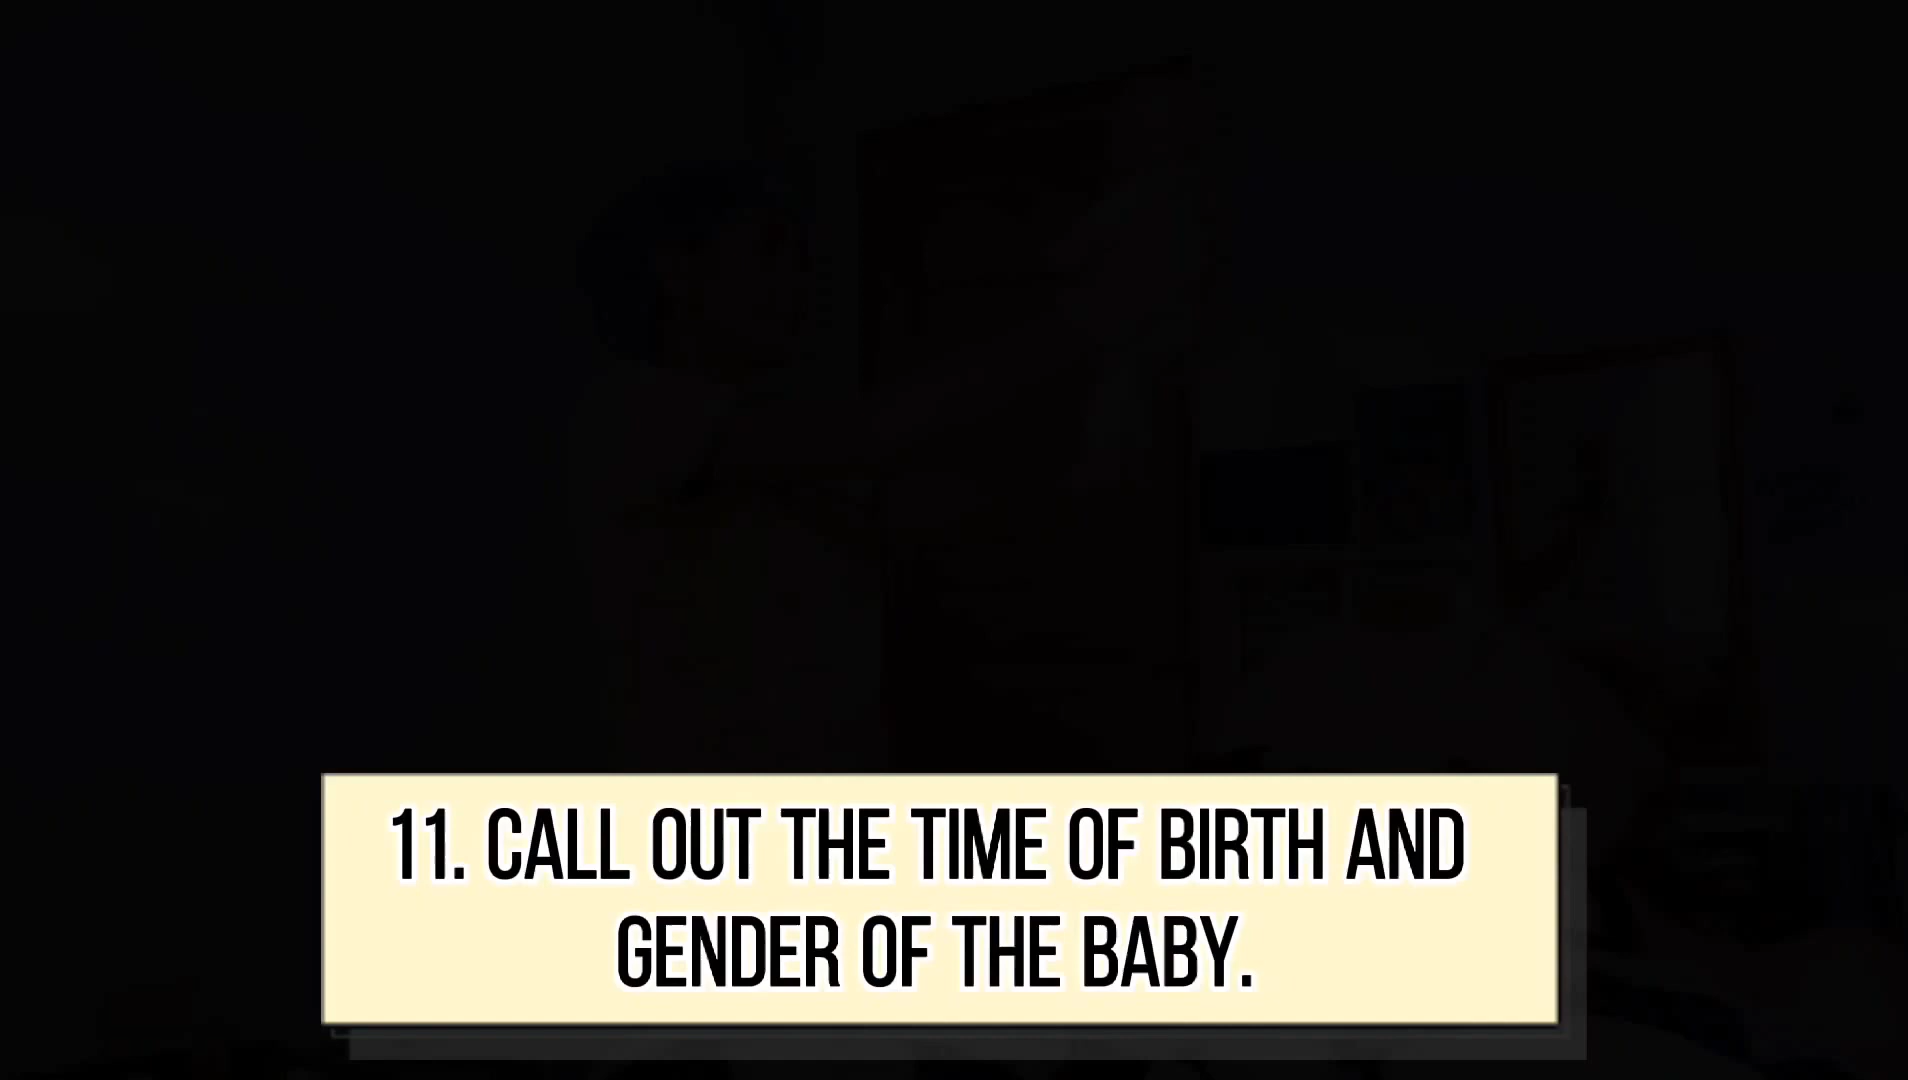 11. CALL OUT THE TIME OF BIRTH AND
GENDER OF THE BABY.